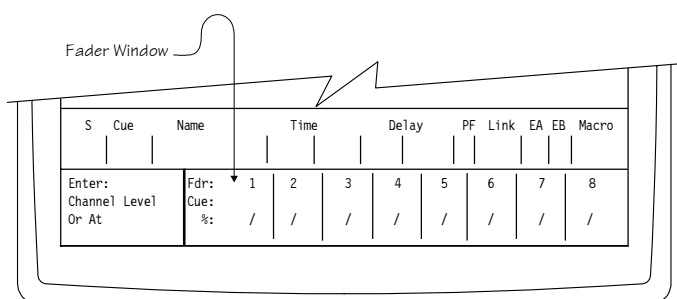 Fader Window
S Cue Name Time Delay PF Link EA EB Macro
Enter: Fdr: 1 2 3 4 5 6 7 8
Channel Level Cue:
Or At %: / / / / / / / /